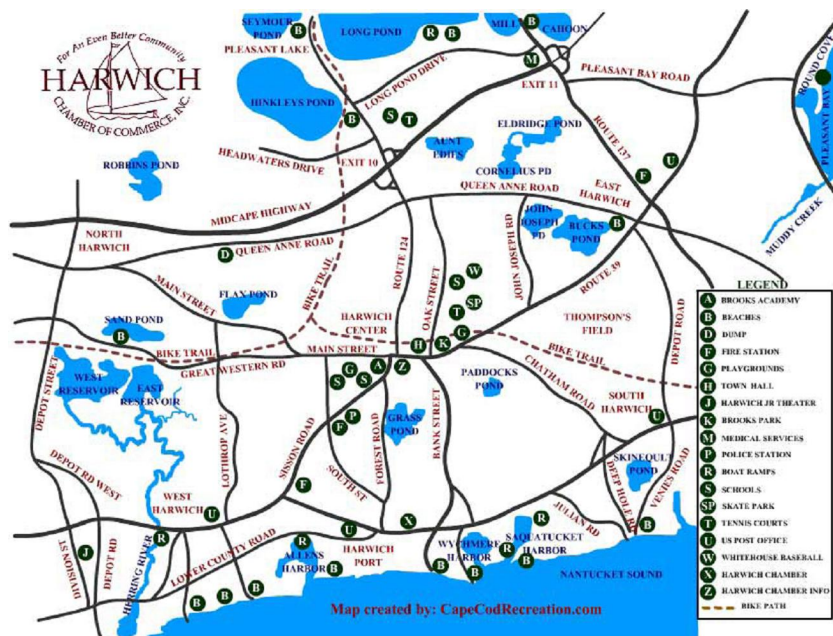 For An Even Better Community
HARWICH
CHAMBER OF COMMERCE, INC.
SEYMOUR
POND
B
PLEASANT LAKE
LONG POND
R B
MILL
B
CAHOON
M
EXIT 11
PLEASANT BAY ROAD
ROUND COVE
PLEASANT BAY
MUDDY CREEK
HINKLEYS POND
LONG POND DRIVE
B
S T
HEADWATERS DRIVE
EXIT 10
AUNT
EDIES
ELDRIDGE POND
CORNELIUS PD
ROUTE 137
U
F
ROBBINS POND
MIDCAPE HIGHWAY
QUEEN ANNE ROAD
EAST
HARWICH
NORTH
HARWICH
D
QUEEN ANNE ROAD
JOHN
JOSEPH
PD
BUCKS
POND
B
JOHN JOSEPH RD
ROUTE 39
MAIN STREET
FLAX POND
BIKE TRAIL
ROUTE 124
OAK STREET
S W
SP
T
G
H K
HARWICH
CENTER
THOMPSON'S
FIELD
DEPOT ROAD
SAND POND
B
BIKE TRAIL
GREAT WESTERN RD
MAIN STREET
BIKE TRAIL
DEPOT STREET
WEST
RESERVOIR
EAST
RESERVOIR
G A Z
S S
P
F
PADDOCKS
POND
CHATHAM ROAD
SOUTH
HARWICH
U
LOTHROP AVE
SISSON ROAD
FOREST ROAD
GRASS
POND
BANK STREET
SOUTH ST
DEPOT RD WEST
WEST
HARWICH
U
F
SKINEQUIT
POND
DEEP HOLE RD
VENIES ROAD
B
J
DIVISION ST
DEPOT RD
HERRING RIVER
R
LOWER COUNTY ROAD
R
ALLENS
HARBOR
B
U
HARWICH
PORT
X
WYCHMERE
HARBOR
B B
R
SAQUATUCKET
HARBOR
R
B
JULIAN RD
B B B
NANTUCKET SOUND
Map created by: CapeCodRecreation.com
LEGEND
A BROOKS ACADEMY
B BEACHES
D DUMP
F FIRE STATION
G PLAYGROUNDS
H TOWN HALL
J HARWICH JR THEATER
K BROOKS PARK
M MEDICAL SERVICES
P POLICE STATION
R BOAT RAMPS
S SCHOOLS
SP SKATE PARK
T TENNIS COURTS
U US POST OFFICE
W WHITEHOUSE BASEBALL
X HARWICH CHAMBER
Z HARWICH CHAMBER INFO
BIKE PATH